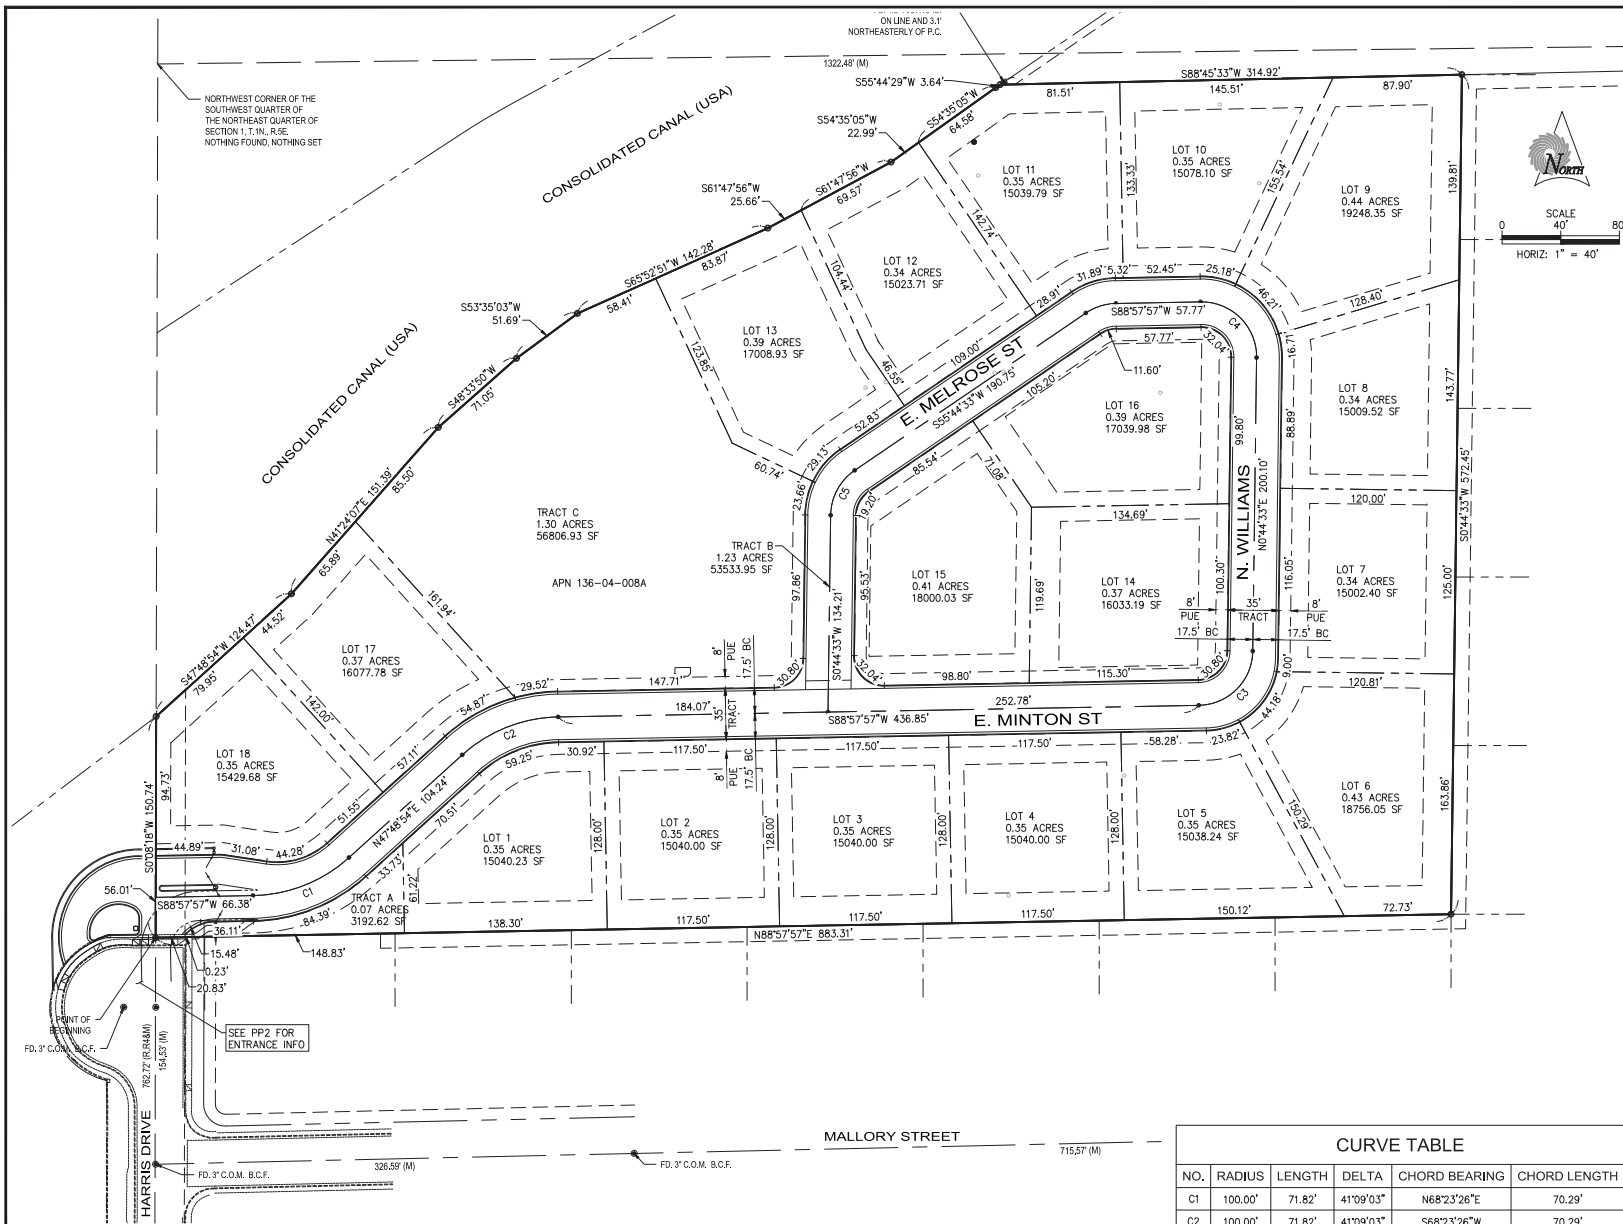 ON LINE AND 3.1'
NORTHEASTERLY OF P.C.
1322.48' (M)
S55°44'29"W 3.64'
S88°45'33"W 314.92'
81.51'
145.51'
87.90'
NORTHWEST CORNER OF THE
SOUTHWEST QUARTER OF
THE NORTHEAST QUARTER OF
SECTION 1, T.1N., R.5E.
NOTHING FOUND, NOTHING SET
CONSOLIDATED CANAL (USA)
S54°35'05"W
22.99'
S54°35'05"W
64.58'
S61°47'56"W
25.66'
S61°47'56"W
69.57'
S65°52'51"W 142.28'
83.87'
58.41'
S53°35'03"W
51.69'
S48°33'50"W
71.05'
CONSOLIDATED CANAL (USA)
N41°24'07"E 151.39'
85.50'
65.89'
S47°48'54"W 124.47'
44.52'
79.95'
NORTH
SCALE
0 40' 80
HORIZ: 1" = 40'
LOT 11
0.35 ACRES
15039.79 SF
133.33'
LOT 10
0.35 ACRES
15078.10 SF
155.54'
LOT 9
0.44 ACRES
19248.35 SF
139.81'
142.74'
LOT 12
0.34 ACRES
15023.71 SF
104.44'
46.55'
LOT 13
0.39 ACRES
17008.93 SF
123.85'
60.74'
28.91'
31.89'
5.32'
52.45'
25.18'
46.21'
128.40'
S88°57'57"W 57.77'
C4
57.77'
32.04'
16.71'
109.00'
E. MELROSE ST
S55°44'33"W 190.75'
105.20'
11.60'
52.83'
29.13'
23.66'
C5
85.54'
19.20'
71.08'
LOT 16
0.39 ACRES
17039.98 SF
99.80'
88.89'
LOT 8
0.34 ACRES
15009.52 SF
143.77'
S0°44'33"W 572.45'
N. WILLIAMS
N0°44'33"E 200.10'
134.69'
120.00'
TRACT C
1.30 ACRES
56806.93 SF
APN 136-04-008A
TRACT B
1.23 ACRES
53533.95 SF
97.86'
S0°44'33"W 134.21'
95.53'
LOT 15
0.41 ACRES
18000.03 SF
119.69'
LOT 14
0.37 ACRES
16033.19 SF
100.30'
116.05'
LOT 7
0.34 ACRES
15002.40 SF
125.00'
8'
PUE
35'
TRACT
8'
PUE
17.5' BC
17.5' BC
161.94'
LOT 17
0.37 ACRES
16077.78 SF
142.00'
29.52'
54.87'
57.11'
51.55'
147.71'
8'
PUE
17.5' BC
30.80'
32.04'
98.80'
115.30'
30.80'
9.00'
120.81'
C3
44.18'
184.07'
35'
TRACT
S88°57'57"W 436.85'
252.78'
E. MINTON ST
C2
59.25'
30.92'
117.50'
8'
PUE
17.5' BC
117.50'
117.50'
58.28'
23.82'
LOT 18
0.35 ACRES
15429.68 SF
94.73'
S0°08'18"W 150.74'
N47°48'54"E 104.24'
70.51'
33.73'
LOT 1
0.35 ACRES
15040.23 SF
128.00'
LOT 2
0.35 ACRES
15040.00 SF
128.00'
LOT 3
0.35 ACRES
15040.00 SF
128.00'
LOT 4
0.35 ACRES
15040.00 SF
128.00'
LOT 5
0.35 ACRES
15038.24 SF
150.29'
LOT 6
0.43 ACRES
18756.05 SF
163.86'
44.89'
31.08'
44.28'
56.01'
S88°57'57"W 66.38'
C1
84.39'
TRACT A
0.07 ACRES
3192.62 SF
61.22'
138.30'
117.50'
117.50'
117.50'
150.12'
72.73'
N88°57'57"E 883.31'
36.11'
15.48'
0.23'
20.83'
148.83'
POINT OF
BEGINNING
FD. 3" C.O.M. B.C.F.
SEE PP2 FOR
ENTRANCE INFO
762.72' (R,R4&M)
154.53' (M)
HARRIS DRIVE
FD. 3" C.O.M. B.C.F.
326.59' (M)
MALLORY STREET
FD. 3" C.O.M. B.C.F.
715.57' (M)
CURVE TABLE
NO. RADIUS LENGTH DELTA CHORD BEARING CHORD LENGTH
C1 100.00' 71.82' 41°09'03" N68°23'26"E 70.29'
C2 100.00' 71.82' 41°09'03" S68°23'26"W 70.29'